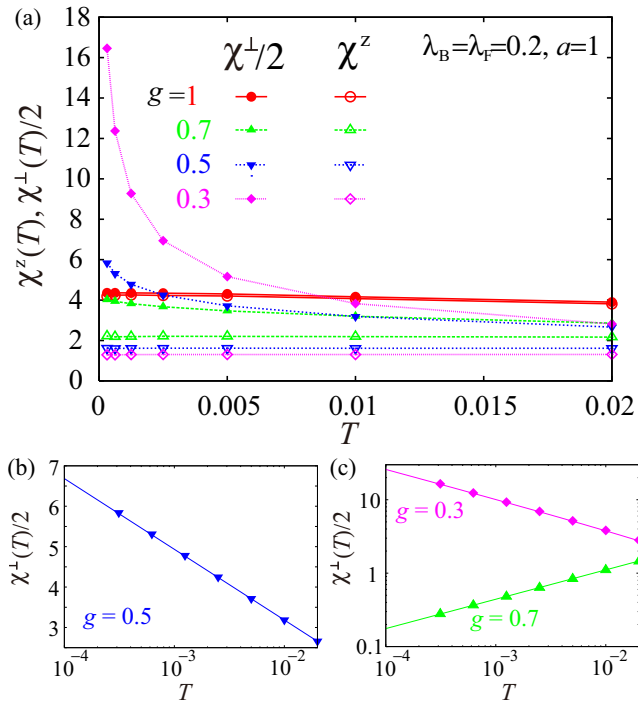 (a)
18
16
14
12
10
8
6
4
2
0
χ^z(T), χ^⊥(T)/2
χ^⊥/2 χ^z
λ_B=λ_F=0.2, a=1
g = 1
0.7
0.5
0.3
0 0.005 0.01 0.015 0.02
T
(b)
7
6
5
4
3
χ^⊥(T)/2
g = 0.5
10^−4 10^−3 10^−2
T
(c)
10
1
0.1
χ^⊥(T)/2
g = 0.3
g = 0.7
10^−4 10^−3 10^−2
T